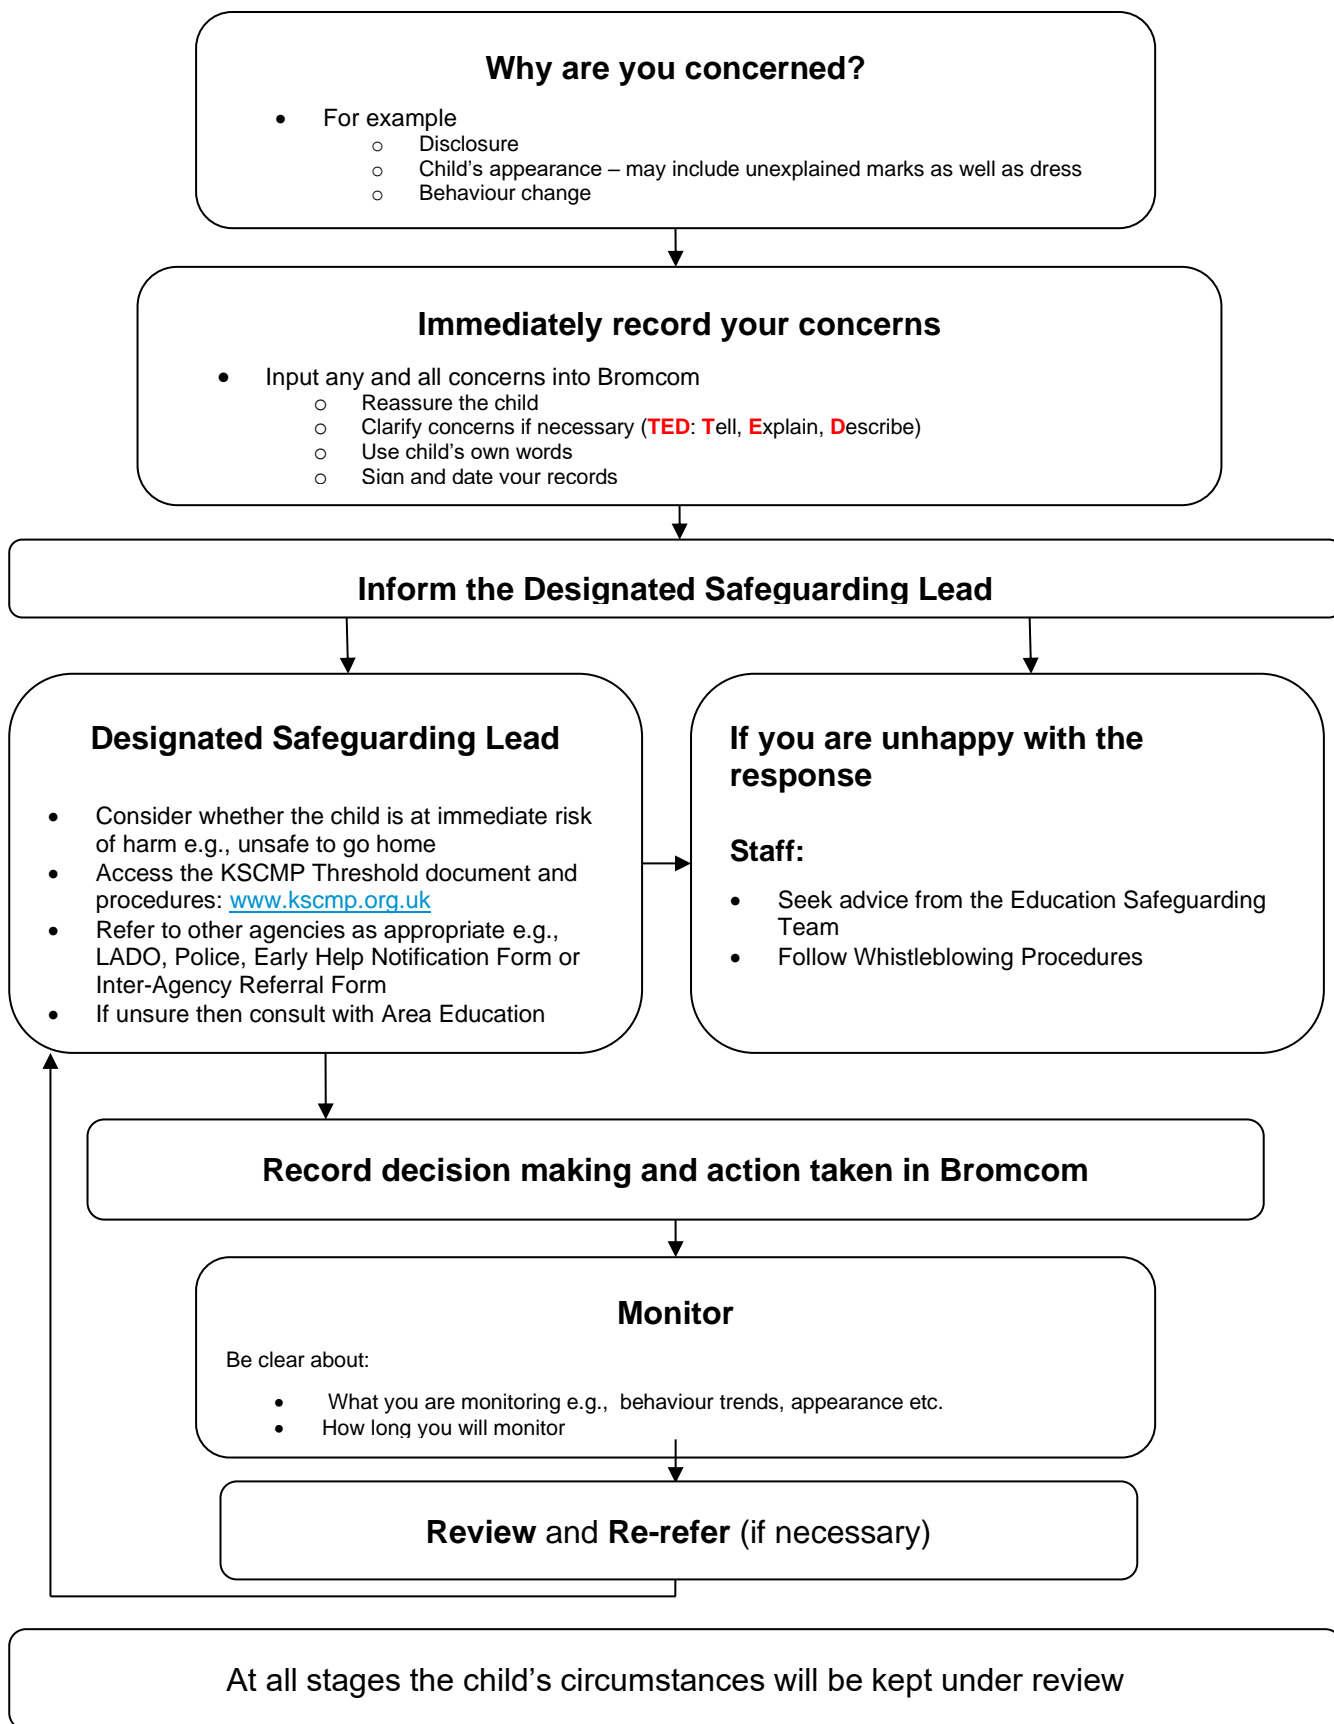 Why are you concerned?
• For example
o Disclosure
o Child's appearance – may include unexplained marks as well as dress
o Behaviour change
Immediately record your concerns
• Input any and all concerns into Bromcom
o Reassure the child
o Clarify concerns if necessary (TED: Tell, Explain, Describe)
o Use child's own words
o Sign and date your records
Inform the Designated Safeguarding Lead
Designated Safeguarding Lead
• Consider whether the child is at immediate risk
of harm e.g., unsafe to go home
• Access the KSCMP Threshold document and
procedures: www.kscmp.org.uk
• Refer to other agencies as appropriate e.g.,
LADO, Police, Early Help Notification Form or
Inter-Agency Referral Form
• If unsure then consult with Area Education
If you are unhappy with the
response
Staff:
• Seek advice from the Education Safeguarding
Team
• Follow Whistleblowing Procedures
Record decision making and action taken in Bromcom
Monitor
Be clear about:
• What you are monitoring e.g., behaviour trends, appearance etc.
• How long you will monitor
Review and Re-refer (if necessary)
At all stages the child's circumstances will be kept under review